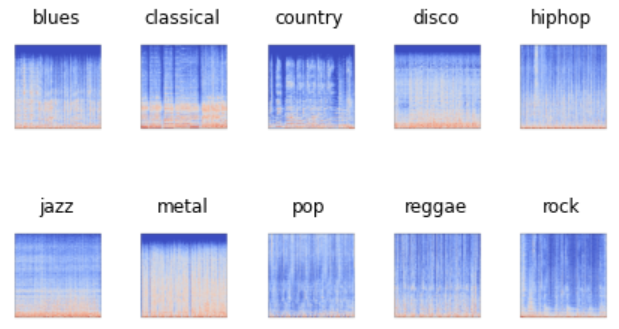 blues classical country disco hiphop
jazz metal pop reggae rock